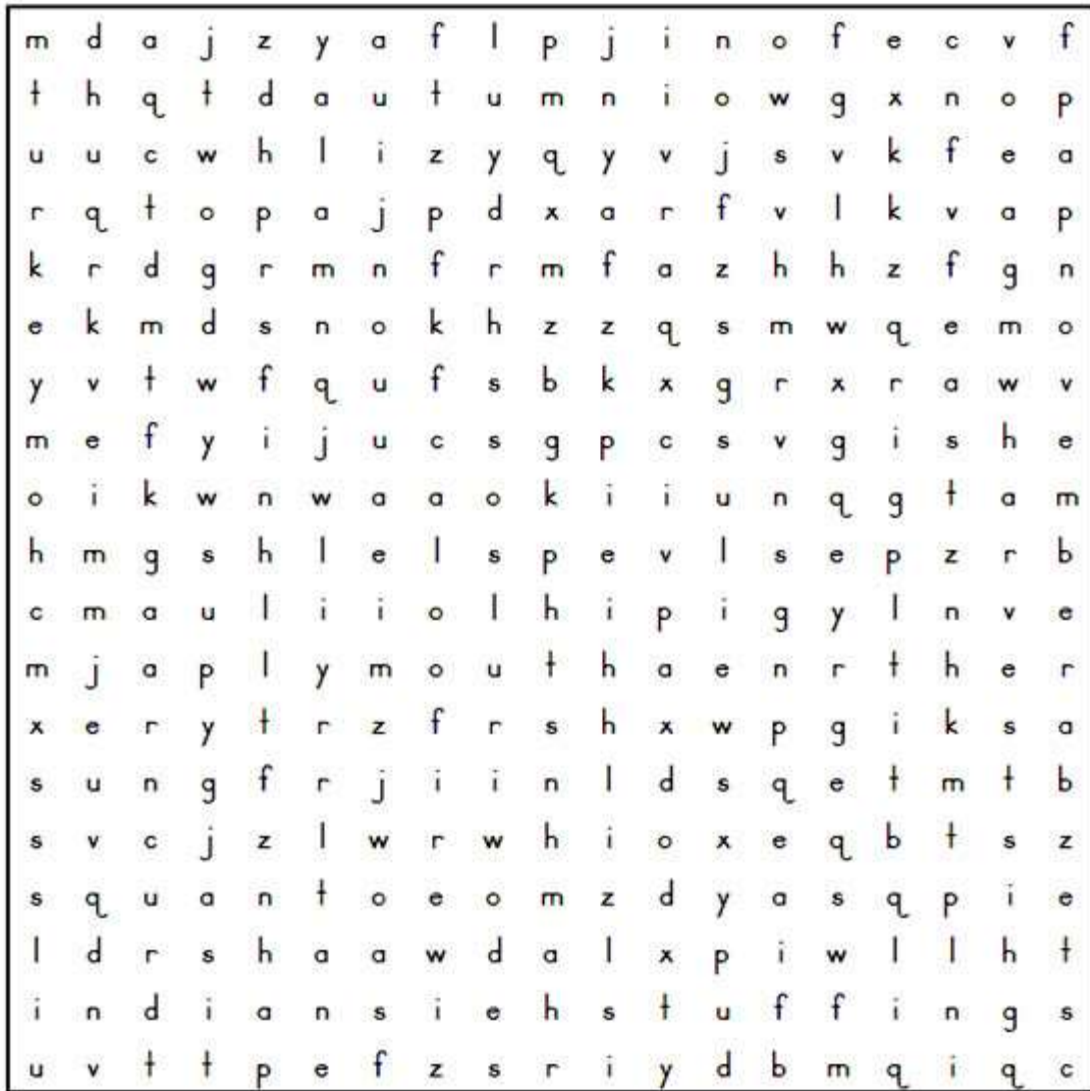 m d a j z y a f l p j i n o f e c v f
t h q t d a u t u m n i o w g x n o p
u u c w h l i z y q y v j s v k f e a
r q t o p a j p d x a r f v l k v a p
k r d g r m n f r m f a z h h z f g n
e k m d s n o k h z z q s m w q e m o
y v t w f q u f s b k x g r x r a w v
m e f y i j u c s g p c s v g i s h e
o i k w n w a a o k i i u n q g t a m
h m g s h l e l s p e v l s e p z r b
c m a u l i i o l h i p i g y l n v e
m j a p l y m o u t h a e n r t h e r
x e r y t r z f r s h x w p g i k s a
s u n g f r j i i n l d s q e t m t b
s v c j z l w r w h i o x e q b t s z
s q u a n t o e o m z d y a s q p i e
l d r s h a a w d a l x p i w l l h t
i n d i a n s i e h s t u f f i n g s
u v t t p e f z s r i y d b m q i q c